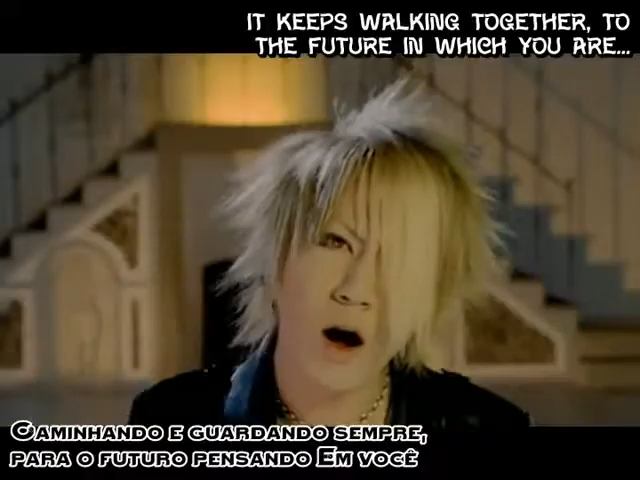 IT KEEPS WALKING TOGETHER, TO
THE FUTURE IN WHICH YOU ARE...
Caminhando e guardando sempre,
para o futuro pensando Em você